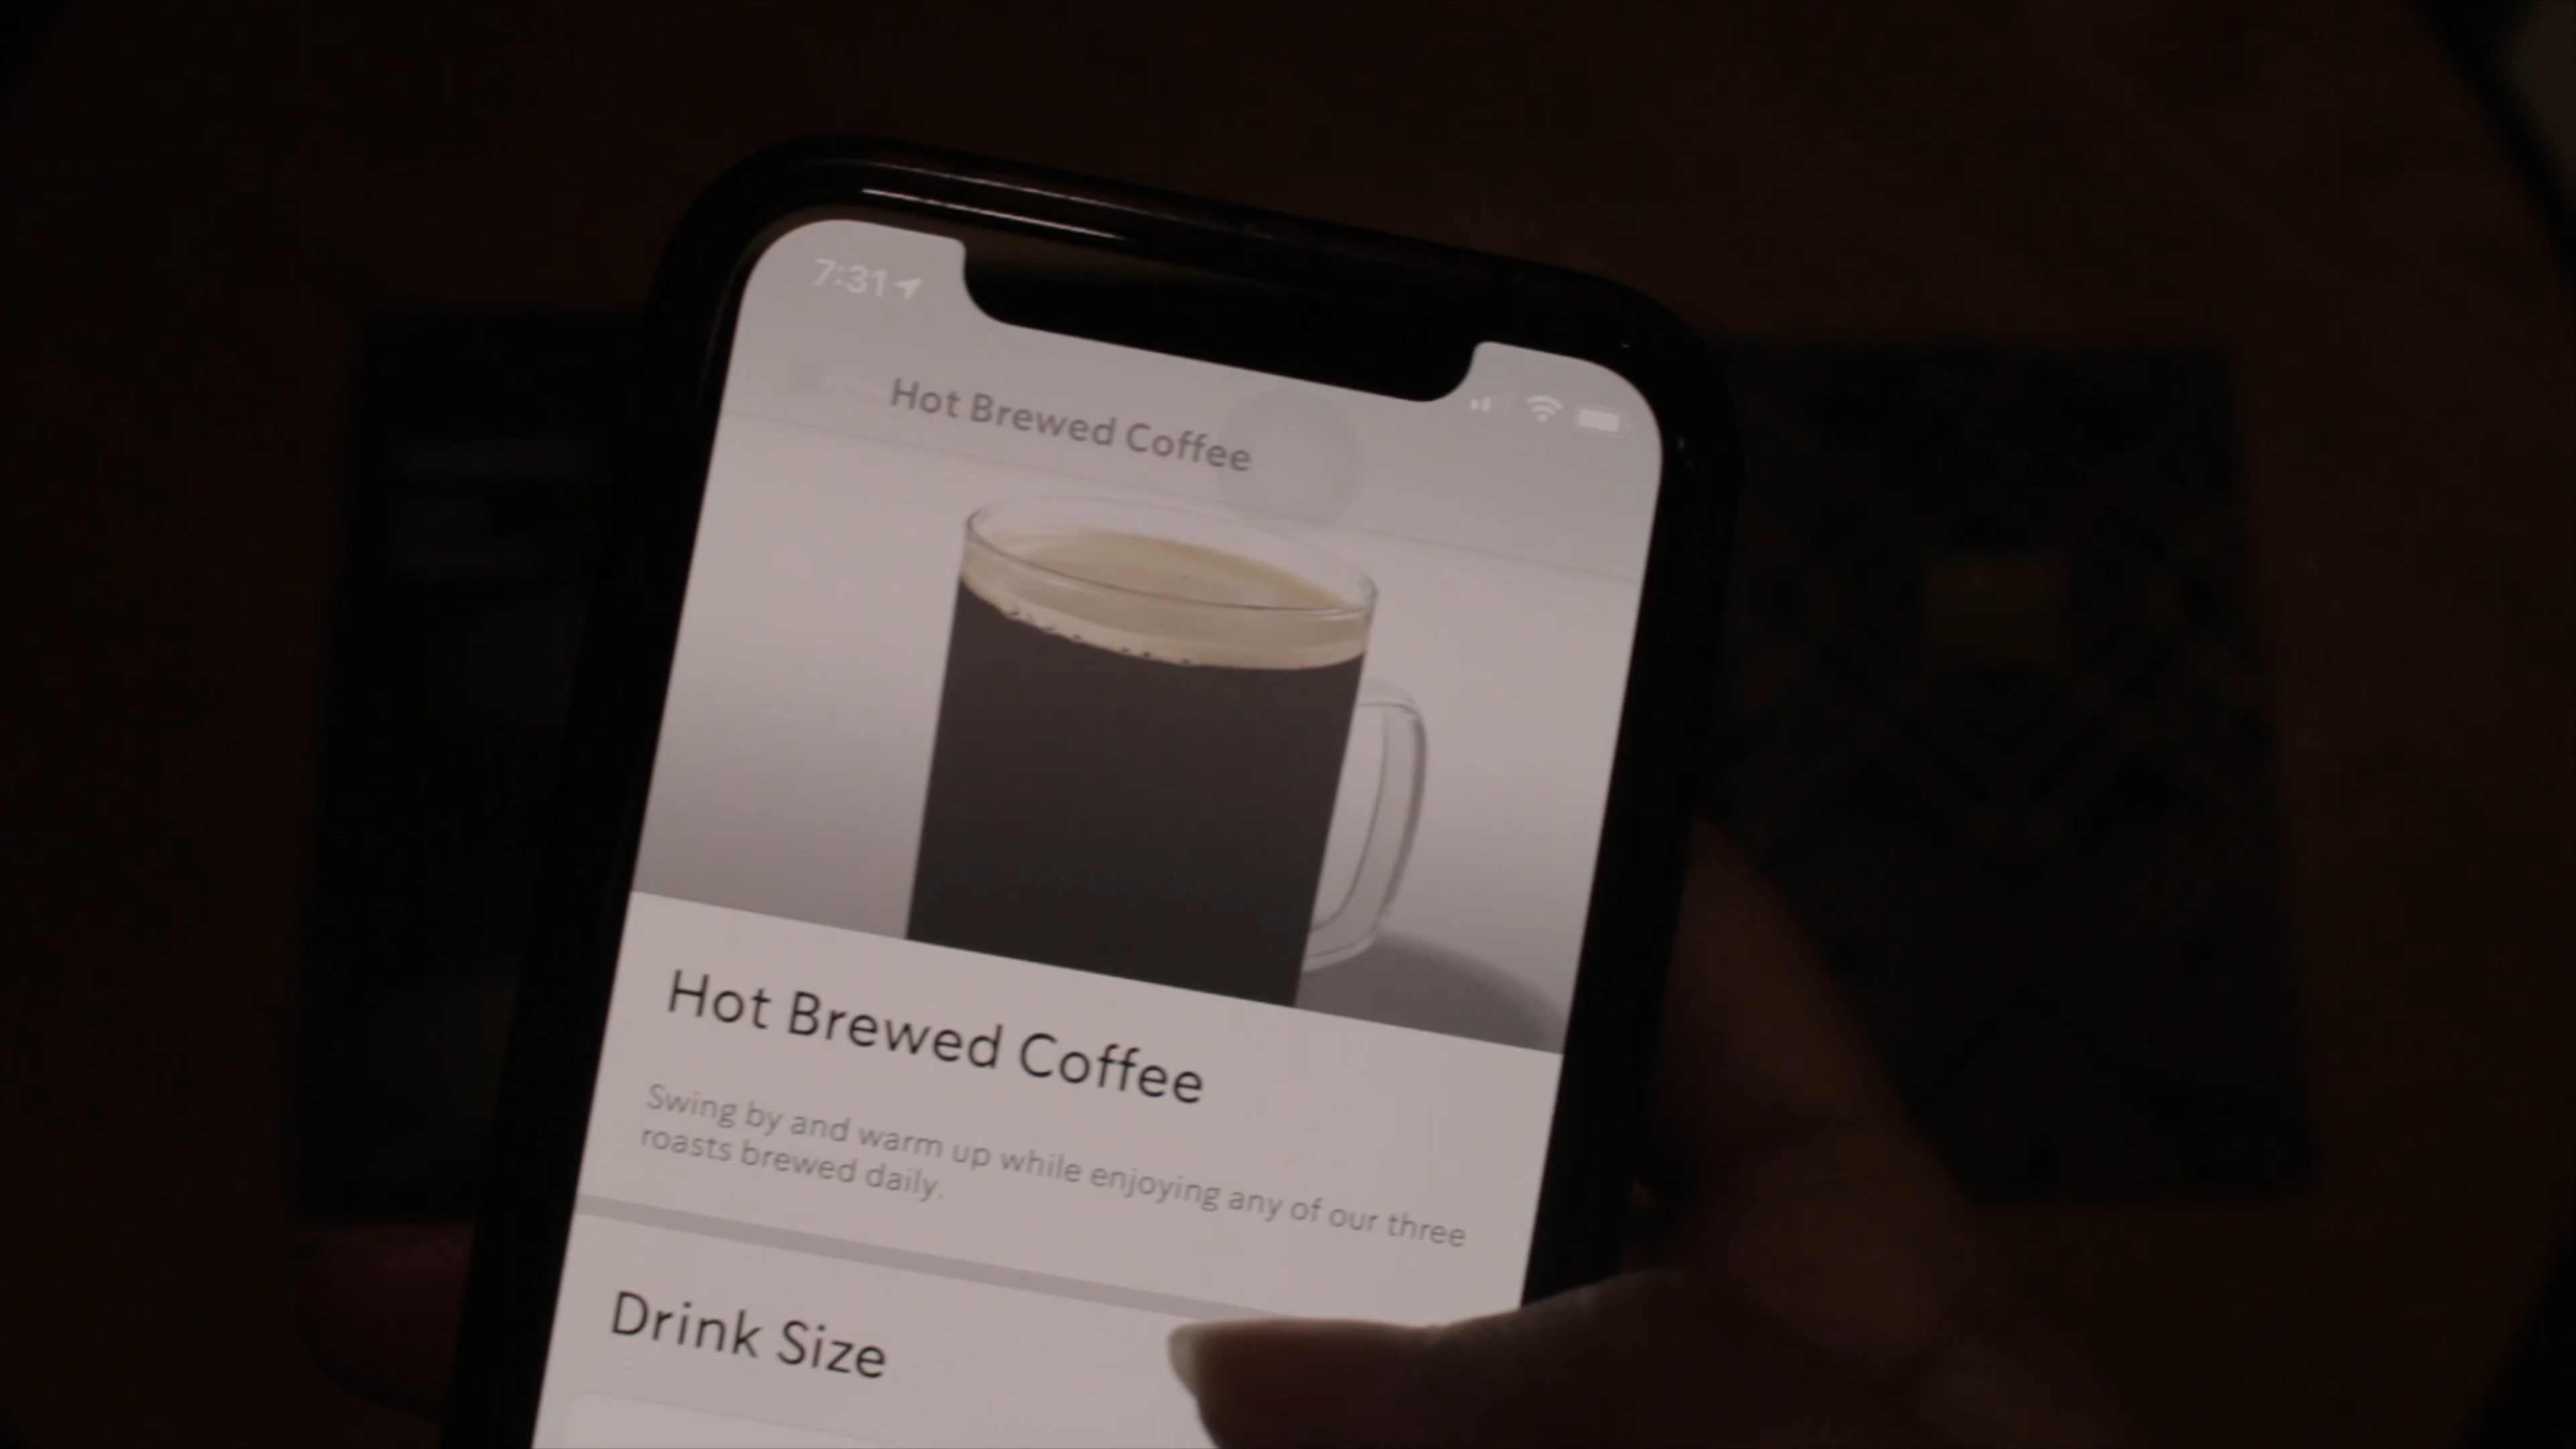 7:31
Hot Brewed Coffee
Hot Brewed Coffee
Swing by and warm up while enjoying any of our three
roasts brewed daily.
Drink Size